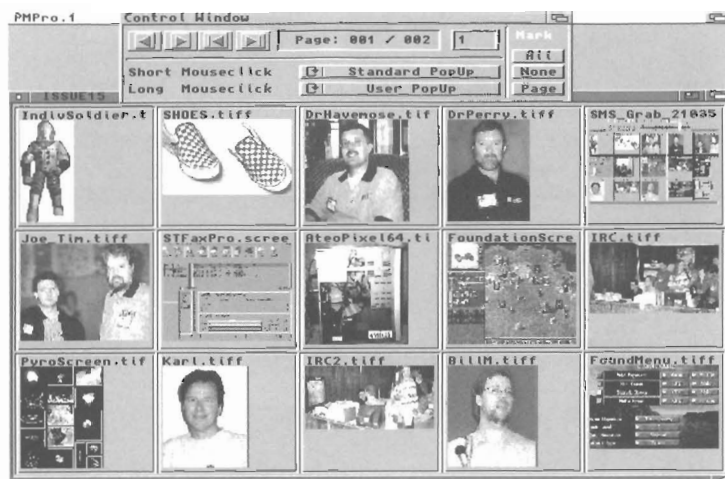 PMPro.1 Control Window
Page: 001 / 002 1 Mark
All
Short Mouseclick Standard PopUp None
Long Mouseclick User PopUp Page
ISSUE15
IndivSoldier.t SHOES.tiff DrHavemose.tif DrPerry.tiff SMS_Grab_21035
Joe_Tim.tiff STFaxPro.scree AteoPixel64.ti FoundationScre IRC.tiff
PyroScreen.tif Karl.tiff IRC2.tiff BillM.tiff FoundMenu.tiff